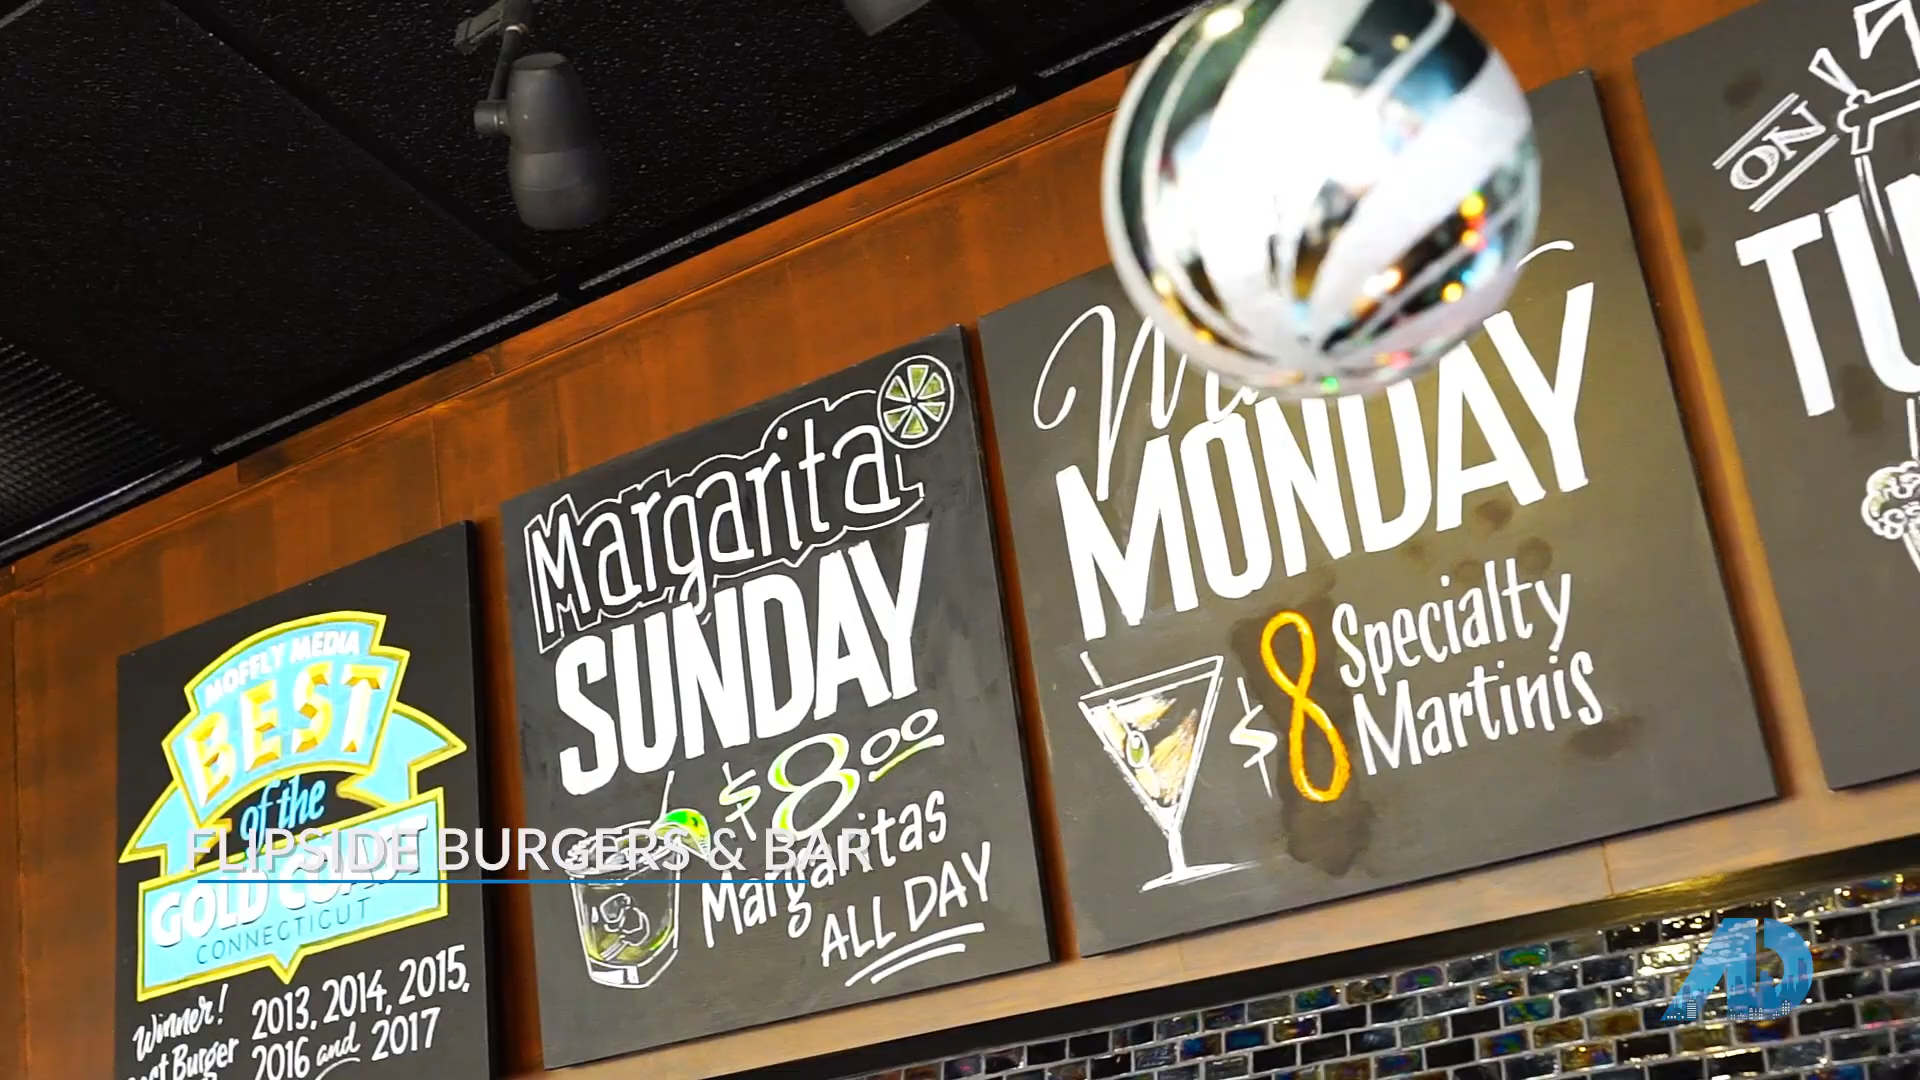 MOFFLY MEDIA
BEST
of the
GOLD COAST
CONNECTICUT
Winner!
Burger
2013, 2014, 2015,
2016 and 2017
Margarita
SUNDAY
$8.00
Margaritas
ALL DAY
MONDAY
$8 Specialty
Martinis
ON
FLIPSIDE BURGERS & BAR